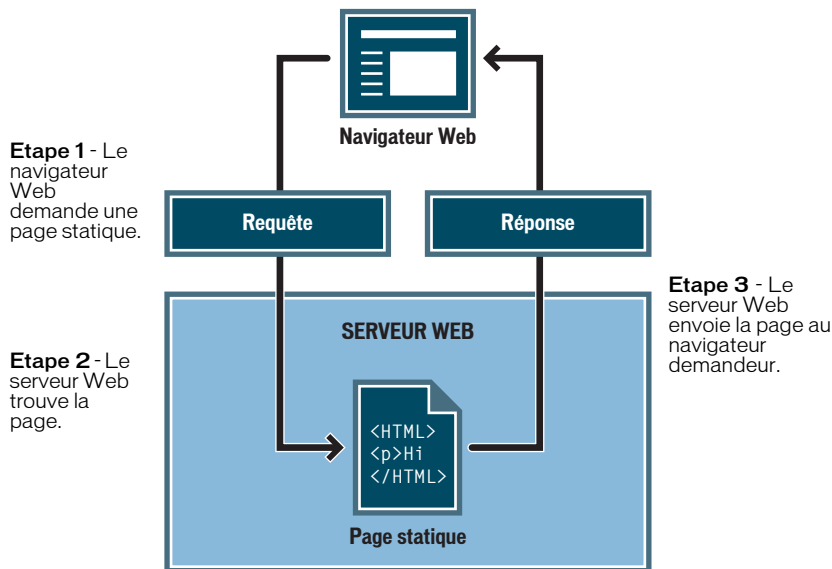 Navigateur Web
Etape 1 - Le
navigateur
Web
demande une
page statique.
Requête
Réponse
Etape 3 - Le
serveur Web
envoie la page au
navigateur
demandeur.
SERVEUR WEB
Etape 2 - Le
serveur Web
trouve la
page.
<HTML>
<p>Hi
</HTML>
Page statique